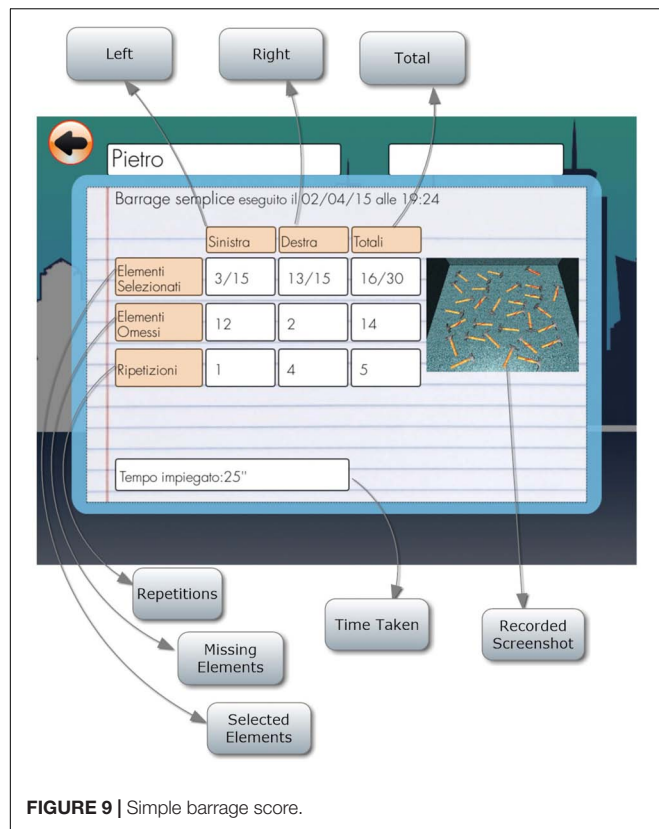 Left
Right
Total
Pietro
Barrage semplice eseguito il 02/04/15 alle 19:24
Sinistra Destra Totali
Elementi
Selezionati
3/15 13/15 16/30
Elementi
Omessi
12 2 14
Ripetizioni 1 4 5
Tempo impiegato:25"
Repetitions
Time Taken
Recorded
Screenshot
Missing
Elements
Selected
Elements
FIGURE 9 | Simple barrage score.